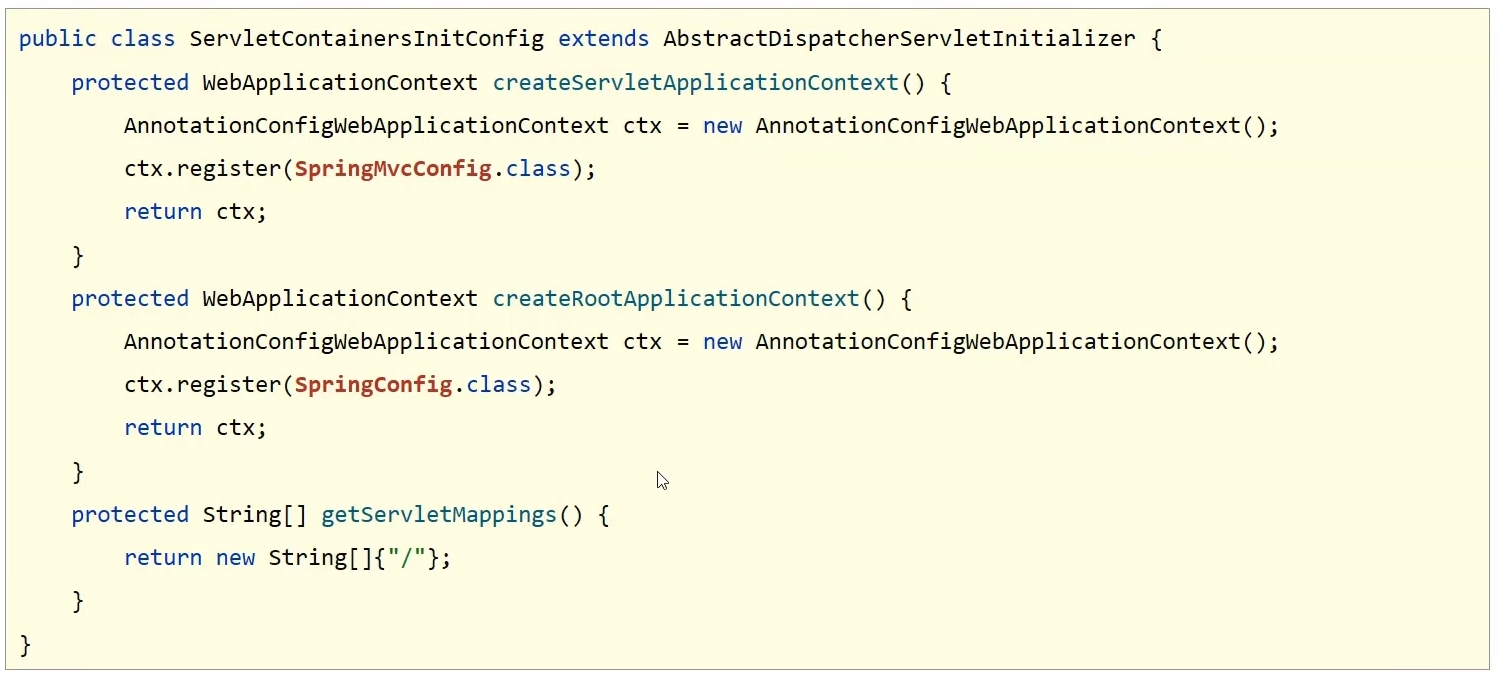 public class ServletContainersInitConfig extends AbstractDispatcherServletInitializer {
    protected WebApplicationContext createServletApplicationContext() {
        AnnotationConfigWebApplicationContext ctx = new AnnotationConfigWebApplicationContext();
        ctx.register(SpringMvcConfig.class);
        return ctx;
    }
    protected WebApplicationContext createRootApplicationContext() {
        AnnotationConfigWebApplicationContext ctx = new AnnotationConfigWebApplicationContext();
        ctx.register(SpringConfig.class);
        return ctx;
    }
    protected String[] getServletMappings() {
        return new String[]{"/"};
    }
}